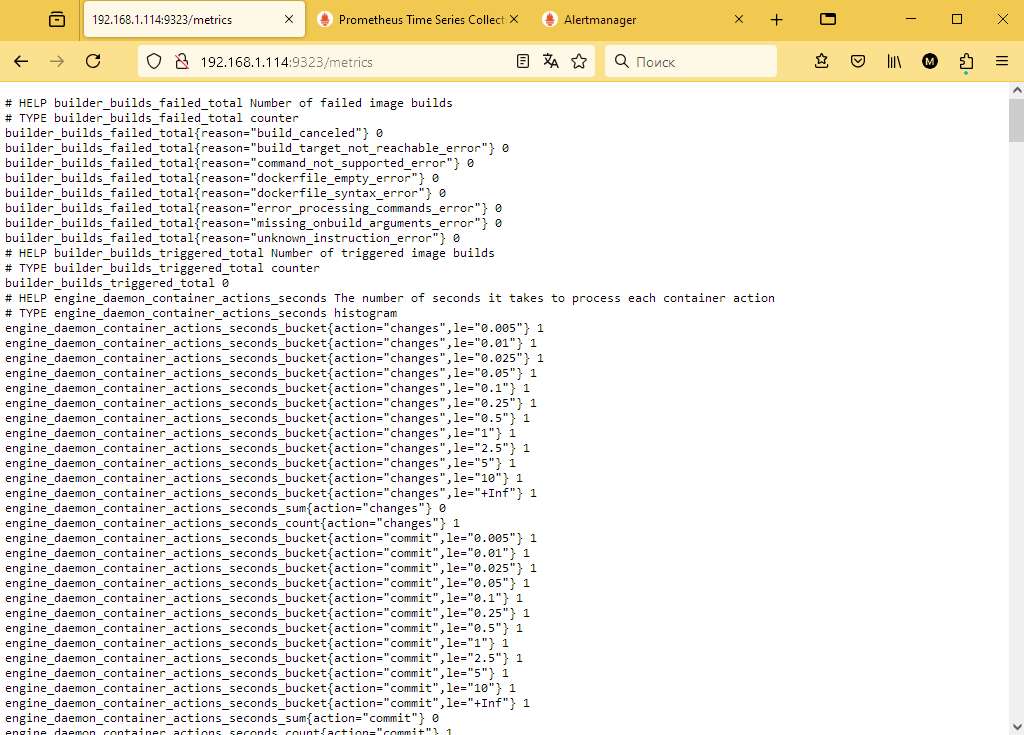 192.168.1.114:9323/metrics
Prometheus Time Series Collect
Alertmanager
192.168.1.114:9323/metrics
Поиск
M
# HELP builder_builds_failed_total Number of failed image builds
# TYPE builder_builds_failed_total counter
builder_builds_failed_total{reason="build_canceled"} 0
builder_builds_failed_total{reason="build_target_not_reachable_error"} 0
builder_builds_failed_total{reason="command_not_supported_error"} 0
builder_builds_failed_total{reason="dockerfile_empty_error"} 0
builder_builds_failed_total{reason="dockerfile_syntax_error"} 0
builder_builds_failed_total{reason="error_processing_commands_error"} 0
builder_builds_failed_total{reason="missing_onbuild_arguments_error"} 0
builder_builds_failed_total{reason="unknown_instruction_error"} 0
# HELP builder_builds_triggered_total Number of triggered image builds
# TYPE builder_builds_triggered_total counter
builder_builds_triggered_total 0
# HELP engine_daemon_container_actions_seconds The number of seconds it takes to process each container action
# TYPE engine_daemon_container_actions_seconds histogram
engine_daemon_container_actions_seconds_bucket{action="changes",le="0.005"} 1
engine_daemon_container_actions_seconds_bucket{action="changes",le="0.01"} 1
engine_daemon_container_actions_seconds_bucket{action="changes",le="0.025"} 1
engine_daemon_container_actions_seconds_bucket{action="changes",le="0.05"} 1
engine_daemon_container_actions_seconds_bucket{action="changes",le="0.1"} 1
engine_daemon_container_actions_seconds_bucket{action="changes",le="0.25"} 1
engine_daemon_container_actions_seconds_bucket{action="changes",le="0.5"} 1
engine_daemon_container_actions_seconds_bucket{action="changes",le="1"} 1
engine_daemon_container_actions_seconds_bucket{action="changes",le="2.5"} 1
engine_daemon_container_actions_seconds_bucket{action="changes",le="5"} 1
engine_daemon_container_actions_seconds_bucket{action="changes",le="10"} 1
engine_daemon_container_actions_seconds_bucket{action="changes",le="+Inf"} 1
engine_daemon_container_actions_seconds_sum{action="changes"} 0
engine_daemon_container_actions_seconds_count{action="changes"} 1
engine_daemon_container_actions_seconds_bucket{action="commit",le="0.005"} 1
engine_daemon_container_actions_seconds_bucket{action="commit",le="0.01"} 1
engine_daemon_container_actions_seconds_bucket{action="commit",le="0.025"} 1
engine_daemon_container_actions_seconds_bucket{action="commit",le="0.05"} 1
engine_daemon_container_actions_seconds_bucket{action="commit",le="0.1"} 1
engine_daemon_container_actions_seconds_bucket{action="commit",le="0.25"} 1
engine_daemon_container_actions_seconds_bucket{action="commit",le="0.5"} 1
engine_daemon_container_actions_seconds_bucket{action="commit",le="1"} 1
engine_daemon_container_actions_seconds_bucket{action="commit",le="2.5"} 1
engine_daemon_container_actions_seconds_bucket{action="commit",le="5"} 1
engine_daemon_container_actions_seconds_bucket{action="commit",le="10"} 1
engine_daemon_container_actions_seconds_bucket{action="commit",le="+Inf"} 1
engine_daemon_container_actions_seconds_sum{action="commit"} 0
engine_daemon_container_actions_seconds_count{action="commit"} 1